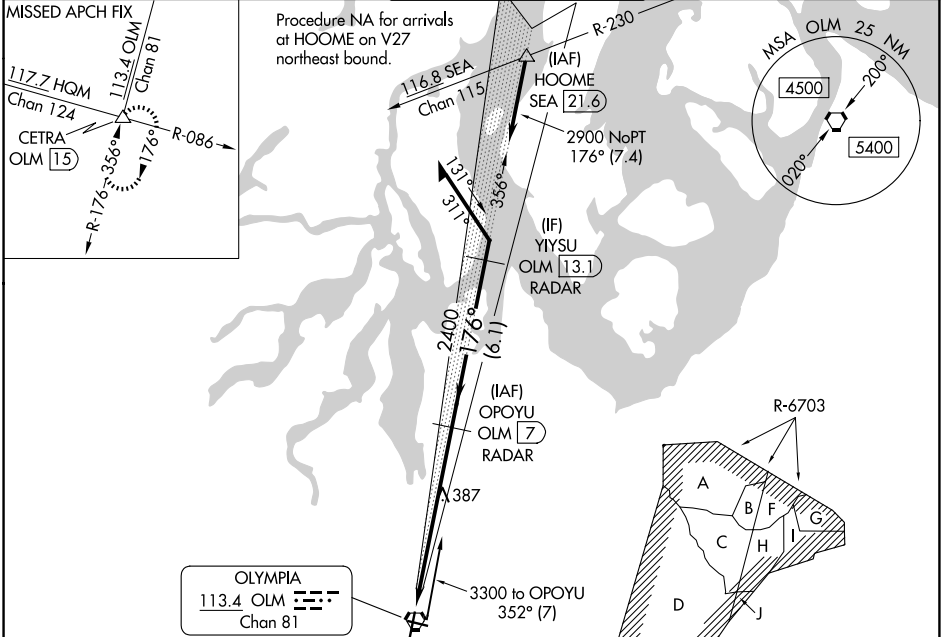 MISSED APCH FIX
113.4 OLM
Chan 81
117.7 HQM
Chan 124
CETRA
OLM 15
R-086
356°
176°
R-176
Procedure NA for arrivals
at HOOME on V27
northeast bound.
R-230
116.8 SEA
Chan 115
(IAF)
HOOME
SEA 21.6
2900 NoPT
176° (7.4)
MSA OLM 25 NM
4500
200°
5400
020°
131°
311°
356°
(IF)
YIYSU
OLM 13.1
RADAR
2400
176°
(6.1)
(IAF)
OPOYU
OLM 7
RADAR
387
R-6703
A
B
F
G
C
H
I
D
J
OLYMPIA
113.4 OLM
Chan 81
3300 to OPOYU
352° (7)